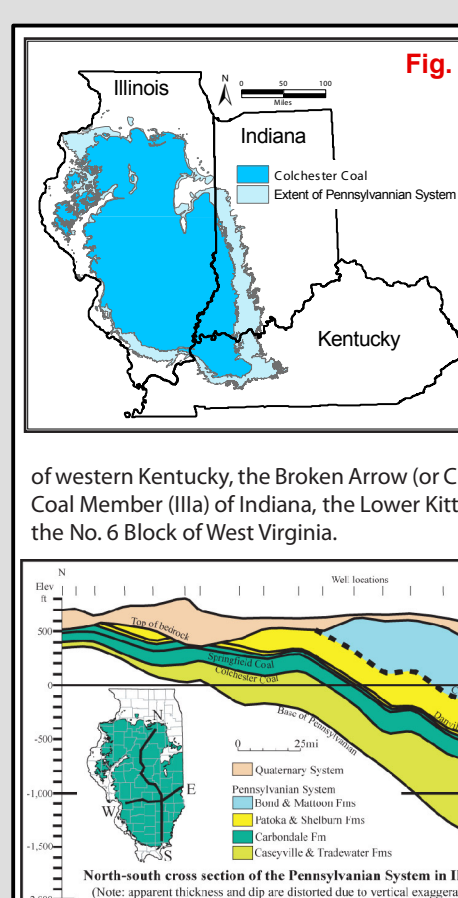 Fig.
Illinois
N
0 50 100
Miles
Indiana
Colchester Coal
Extent of Pennsylvannian System
Kentucky
of western Kentucky, the Broken Arrow (or C
Coal Member (IIIa) of Indiana, the Lower Kitt
the No. 6 Block of West Virginia.
N
Elev
ft
Well locations
Top of bedrock
500
Springfield Coal
Colchester Coal
0
Base of Pennsylvanian
Danvil
N
-500
0 25mi
Quaternary System
Pennsylvanian System
E
Bond & Mattoon Fms
-1,000
W
Patoka & Shelburn Fms
Carbondale Fm
-1,500
S
Caseyville & Tradewater Fms
North-south cross section of the Pennsylvanian System in Il
(Note: apparent thickness and dip are distorted due to vertical exaggera